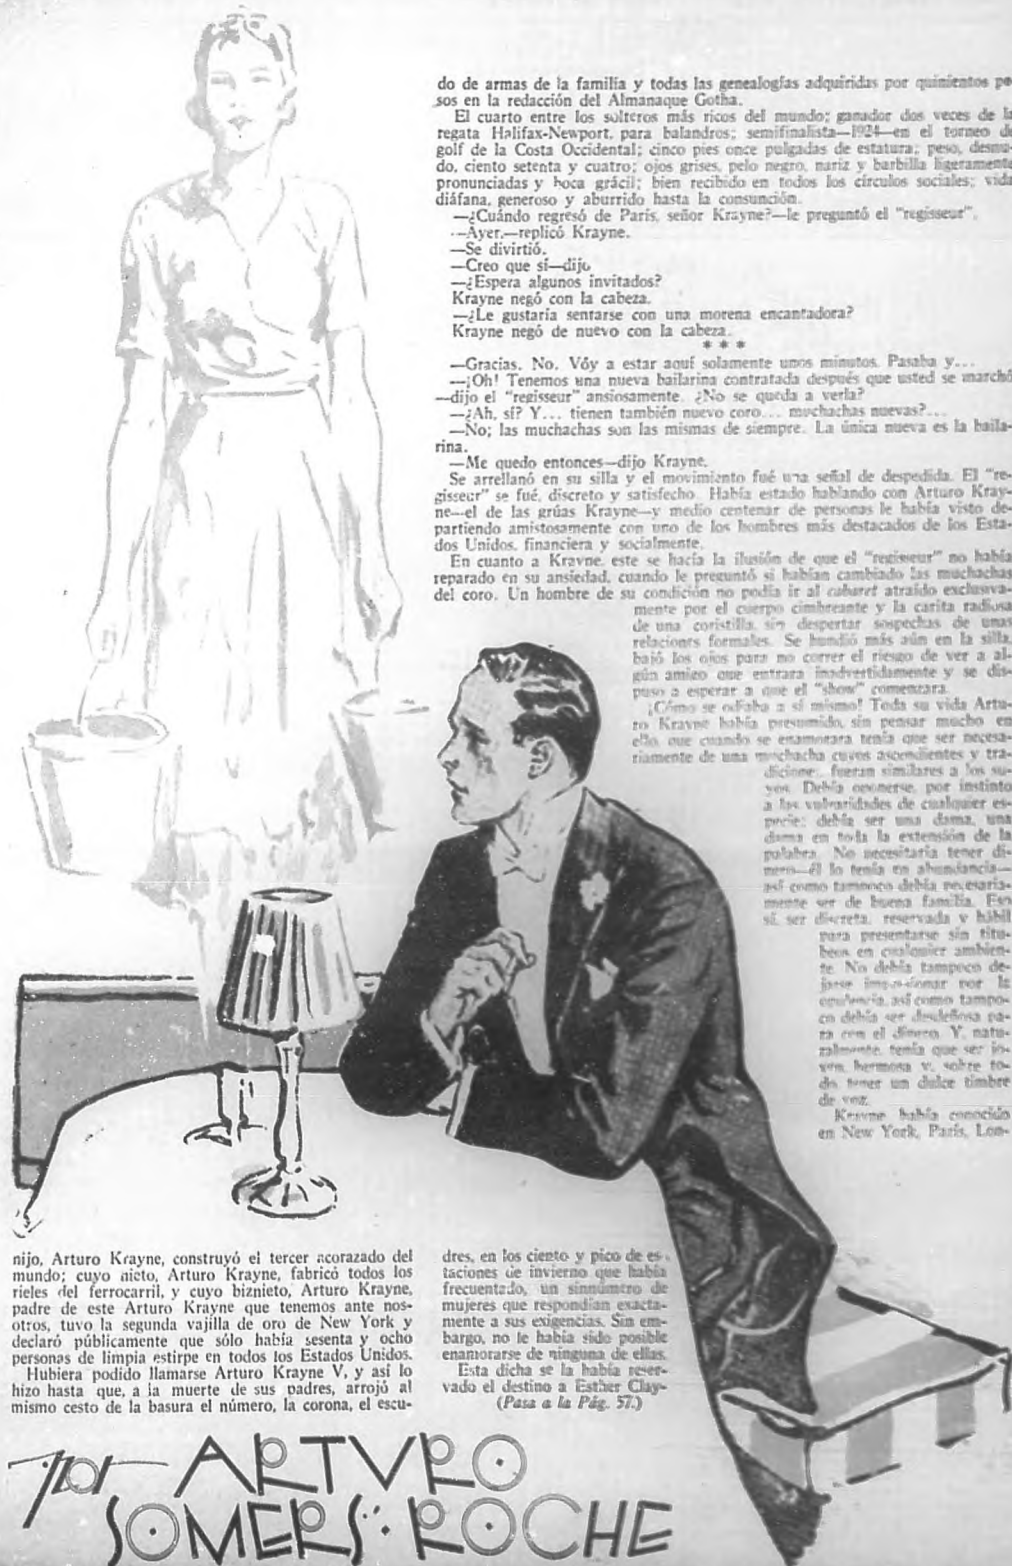 nijo, Arturo Krayne, construyó el tercer acorazado del
mundo; cuyo nieto, Arturo Krayne, fabricó todos los
rieles del ferrocarril, y cuyo biznieto, Arturo Krayne,
padre de este Arturo Krayne que tenemos ante nos-
otros, tuvo la segunda vajilla de oro de New York y
declaró públicamente que sólo había sesenta y ocho
personas de limpia estirpe en todos los Estados Unidos.
Hubiera podido llamarse Arturo Krayne V, y así lo
hizo hasta que, a la muerte de sus padres, arrojó al
mismo cesto de la basura el número, la corona, el escu-
do de armas de la familia y todas las genealogías adquiridas por quinientos pe-
sos en la redacción del Almanaque Gotha.
El cuarto entre los solteros más ricos del mundo; ganador dos veces de la
regata Halifax-Newport, para balandros; semifinalista—1924—en el torneo de
golf de la Costa Occidental; cinco pies once pulgadas de estatura; peso, desnu-
do, ciento setenta y cuatro; ojos grises, pelo negro, nariz y barbilla ligeramente
pronunciadas y boca grácil; bien recibido en todos los círculos sociales; vida
diáfana, generoso y aburrido hasta la consunción.
—¿Cuándo regresó de París, señor Krayne?—le preguntó el "regisseur".
—Ayer.—replicó Krayne.
—Se divirtió.
—Creo que sí—dijo
—¿Espera algunos invitados?
Krayne negó con la cabeza.
—¿Le gustaría sentarse con una morena encantadora?
Krayne negó de nuevo con la cabeza.
* * *
—Gracias. No. Vóy a estar aquí solamente unos minutos. Pasaba y...
—¡Oh! Tenemos una nueva bailarina contratada después que usted se marchó
—dijo el "regisseur" ansiosamente. ¿No se queda a verla?
—¿Ah, sí? Y... tienen también nuevo coro... muchachas nuevas?...
—No; las muchachas son las mismas de siempre. La única nueva es la baila-
rina.
—Me quedo entonces—dijo Krayne.
Se arrellanó en su silla y el movimiento fué una señal de despedida. El "re-
gisseur" se fué, discreto y satisfecho. Había estado hablando con Arturo Kray-
ne—el de las grúas Krayne—y medio centenar de personas le había visto de-
partiendo amistosamente con uno de los hombres más destacados de los Esta-
dos Unidos, financiera y socialmente.
En cuanto a Krayne, este se hacía la ilusión de que el "regisseur" no había
reparado en su ansiedad, cuando le preguntó si habían cambiado las muchachas
del coro. Un hombre de su condición no podía ir al cabaret atraído exclusiva-
mente por el cuerpo cimbreante y la carita radiosa
de una coristilla, sin despertar sospechas de unas
relaciones formales. Se hundió más aún en la silla,
bajó los ojos para no correr el riesgo de ver a al-
gún amigo que entrara inadvertidamente y se dis-
puso a esperar a que el "show" comenzara.
¡Cómo se odiaba a sí mismo! Toda su vida Artu-
ro Krayne había presumido, sin pensar mucho en
ello, que cuando se enamorara tenía que ser necesa-
riamente de una muchacha cuyos ascendientes y tra-
diciones fueran similares a los su-
yos. Debía oponerse, por instinto
a las vulgaridades de cualquier es-
pecie; debía ser una dama, una
dama en toda la extensión de la
palabra. No necesitaría tener di-
nero—él lo tenía en abundancia—
así como tampoco debía necesaria-
mente ser de buena familia. Eso
sí, ser discreta, reservada y hábil
para presentarse sin titu-
beos en cualquier ambien-
te. No debía tampoco de-
jarse impresionar por la
opulencia, así como tampo-
co debía ser desdeñosa pa-
ra con el dinero. Y, natu-
ralmente, tenía que ser jo-
ven, hermosa y, sobre to-
do tener un dulce timbre
de voz.
Krayne había conocido
en New York, París, Lon-
dres, en los ciento y pico de es-
taciones de invierno que había
frecuentado, un sinnúmero de
mujeres que respondían exacta-
mente a sus exigencias. Sin em-
bargo, no le había sido posible
enamorarse de ninguna de ellas.
Esta dicha se la había reser-
vado el destino a Esther Clay-
(Pasa a la Pág. 57.)
por ARTURO
SOMERS ROCHE